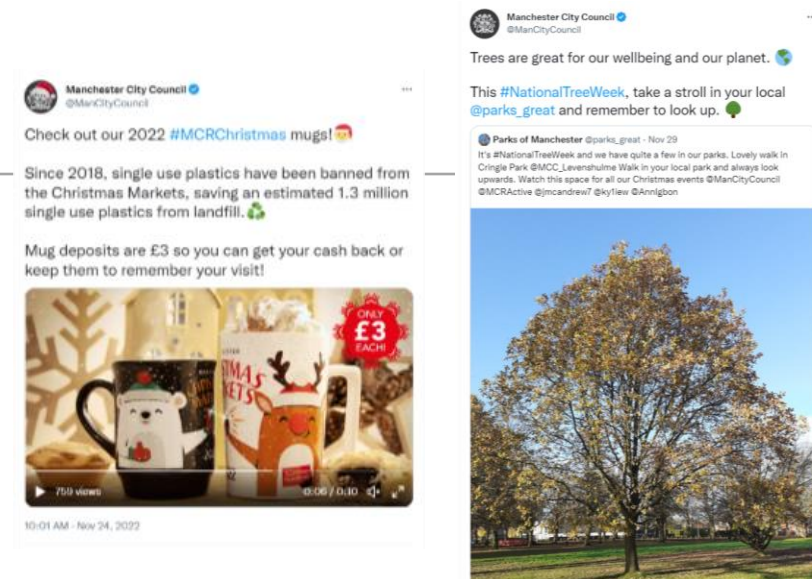 Manchester City Council
@ManCityCouncil
Check out our 2022 #MCRChristmas mugs!
Since 2018, single use plastics have been banned from
the Christmas Markets, saving an estimated 1.3 million
single use plastics from landfill.
Mug deposits are £3 so you can get your cash back or
keep them to remember your visit!
ONLY
£3
EACH!
MAS
KETS
759 views
0:06 / 0:10
10:01 AM · Nov 24, 2022
Manchester City Council
@ManCityCouncil
Trees are great for our wellbeing and our planet.
This #NationalTreeWeek, take a stroll in your local
@parks_great and remember to look up.
Parks of Manchester @parks_great · Nov 29
It's #NationalTreeWeek and we have quite a few in our parks. Lovely walk in
Cringle Park @MCC_Levenshulme Walk in your local park and always look
upwards. Watch this space for all our Christmas events @ManCityCouncil
@MCRActive @jmcandrew7 @ky1iew @AnnIgbon